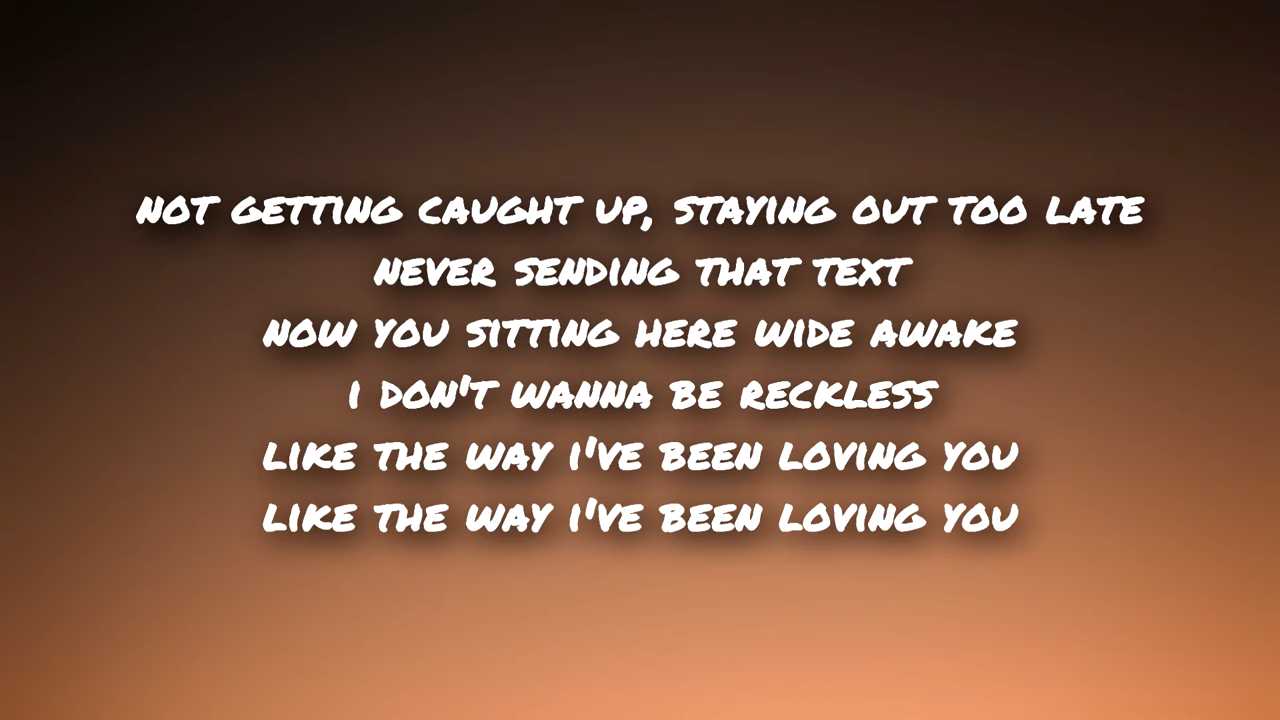 NOT GETTING CAUGHT UP, STAYING OUT TOO LATE
NEVER SENDING THAT TEXT
NOW YOU SITTING HERE WIDE AWAKE
I DON'T WANNA BE RECKLESS
LIKE THE WAY I'VE BEEN LOVING YOU
LIKE THE WAY I'VE BEEN LOVING YOU